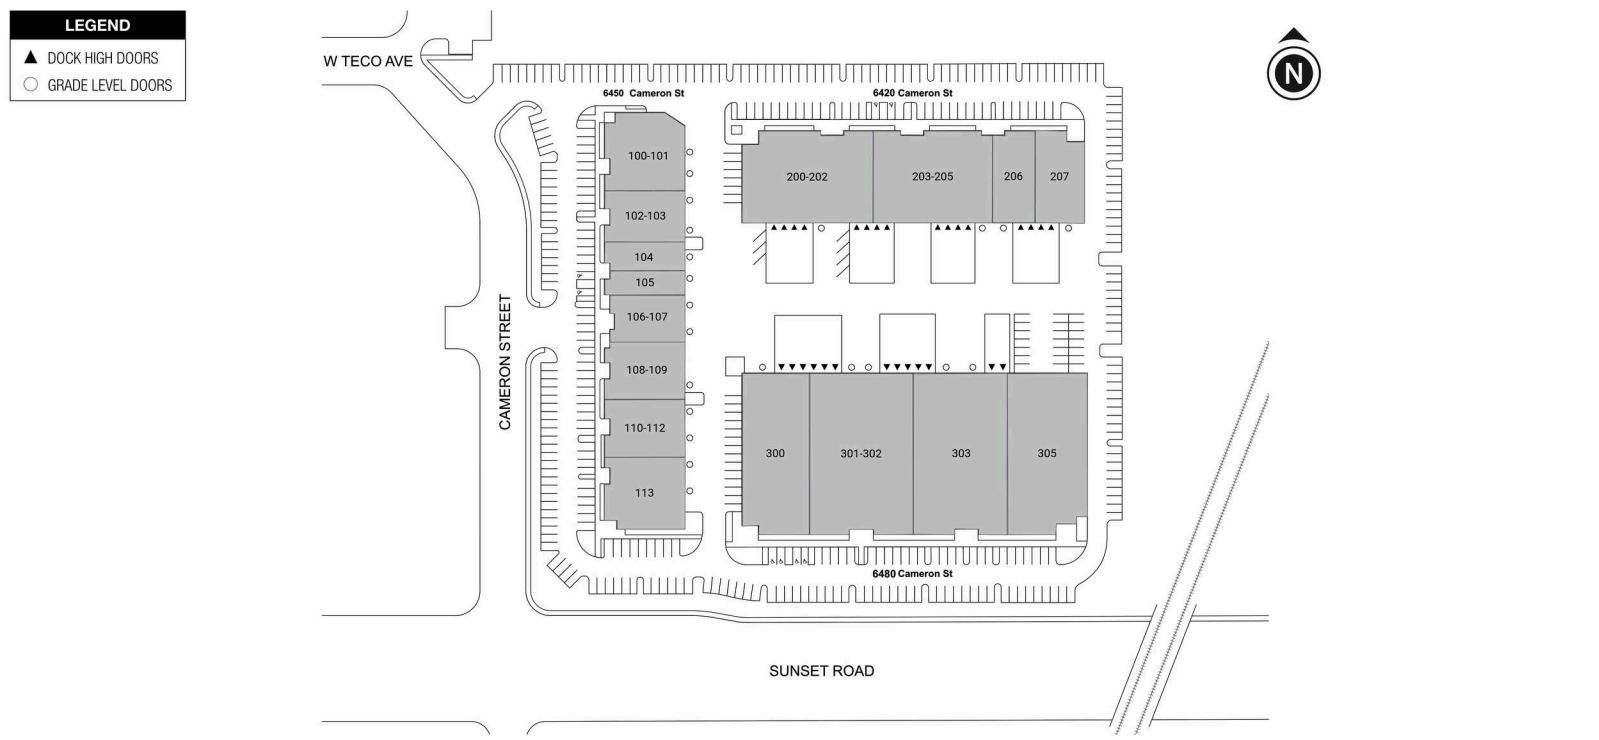 LEGEND
DOCK HIGH DOORS
GRADE LEVEL DOORS
W TECO AVE
N
6450 Cameron St
6420 Cameron St
100-101
102-103
104
105
106-107
108-109
110-112
113
200-202
203-205
206
207
CAMERON STREET
300
301-302
303
305
6480 Cameron St
SUNSET ROAD